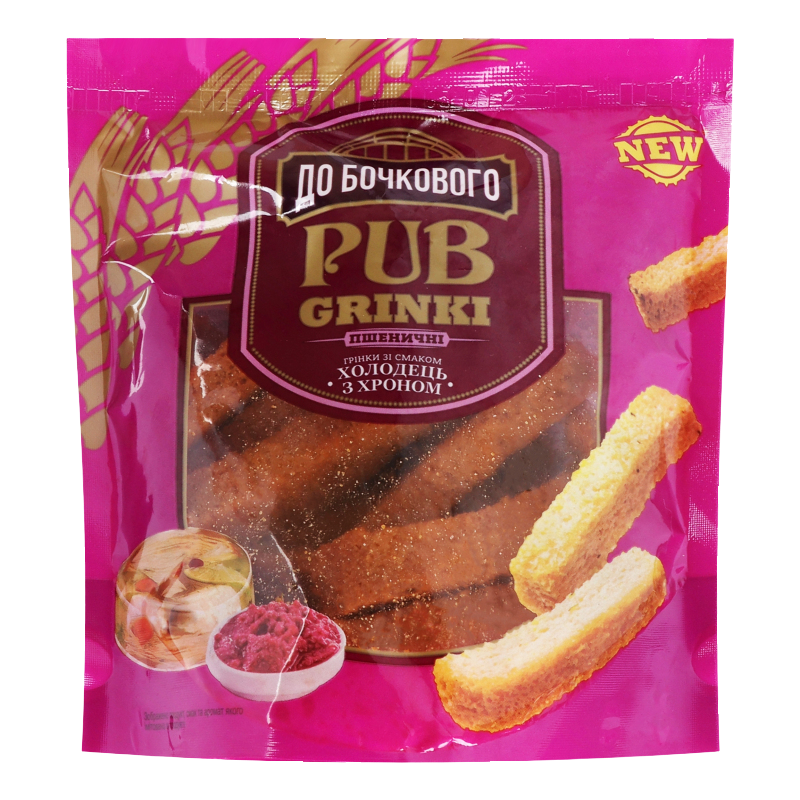 NEW
ДО БОЧКОВОГО
PUB
GRINKI
ПШЕНИЧНІ
ГРІНКИ ЗІ СМАКОМ
ХОЛОДЕЦЬ
• З ХРОНОМ •